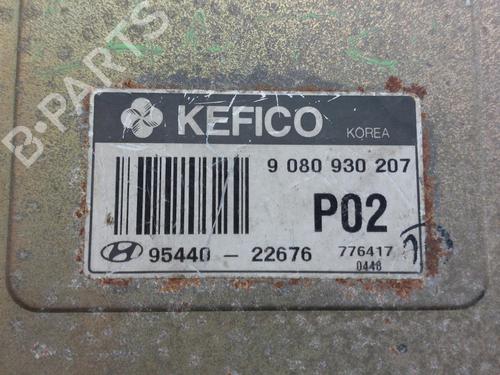 B-PARTS
KEFICO KOREA
9 080 930 207
P02
95440 - 22676 776417
0448